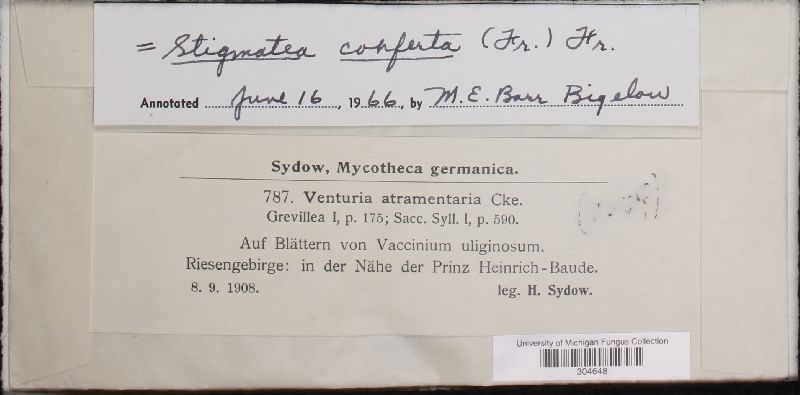 = Stigmatea conferta (Fr.) Fr.
Annotated June 16, 1966, by M. E. Barr Bigelow
Sydow, Mycotheca germanica.
787. Venturia atramentaria Cke.
Grevillea I, p. 175; Sacc. Syll. I, p. 590.
Auf Blättern von Vaccinium uliginosum.
Riesengebirge: in der Nähe der Prinz Heinrich-Baude.
8. 9. 1908. leg. H. Sydow.
University of Michigan Fungus Collection
304648